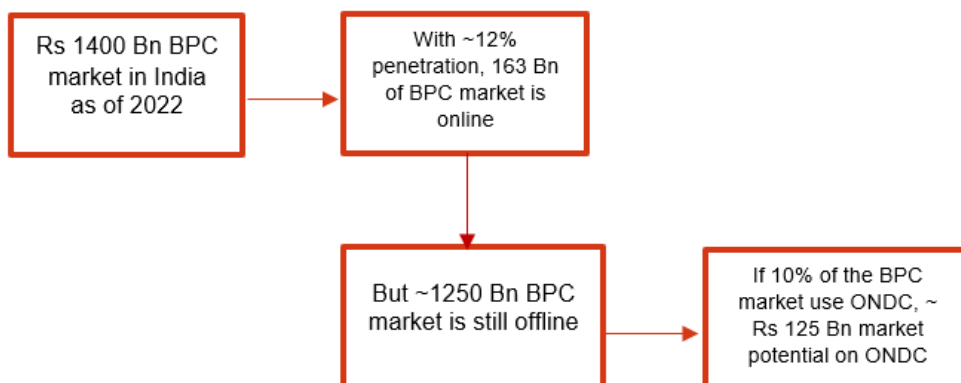 Rs 1400 Bn BPC
market in India
as of 2022
With ~12%
penetration, 163 Bn
of BPC market is
online
But ~1250 Bn BPC
market is still offline
If 10% of the BPC
market use ONDC, ~
Rs 125 Bn market
potential on ONDC